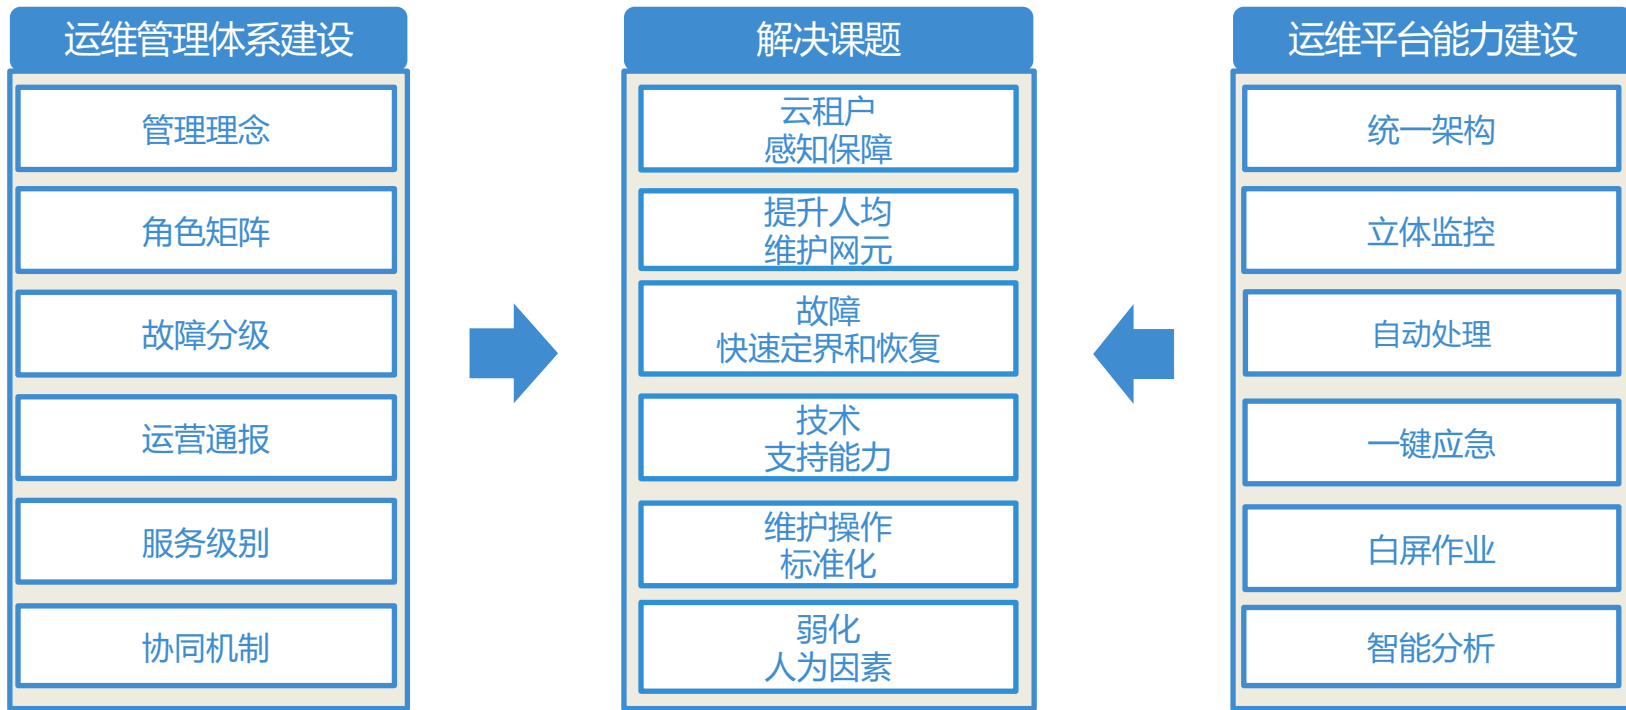 运维管理体系建设
管理理念
角色矩阵
故障分级
运营通报
服务级别
协同机制
解决课题
云租户
感知保障
提升人均
维护网元
故障
快速定界和恢复
技术
支持能力
维护操作
标准化
弱化
人为因素
运维平台能力建设
统一架构
立体监控
自动处理
一键应急
白屏作业
智能分析